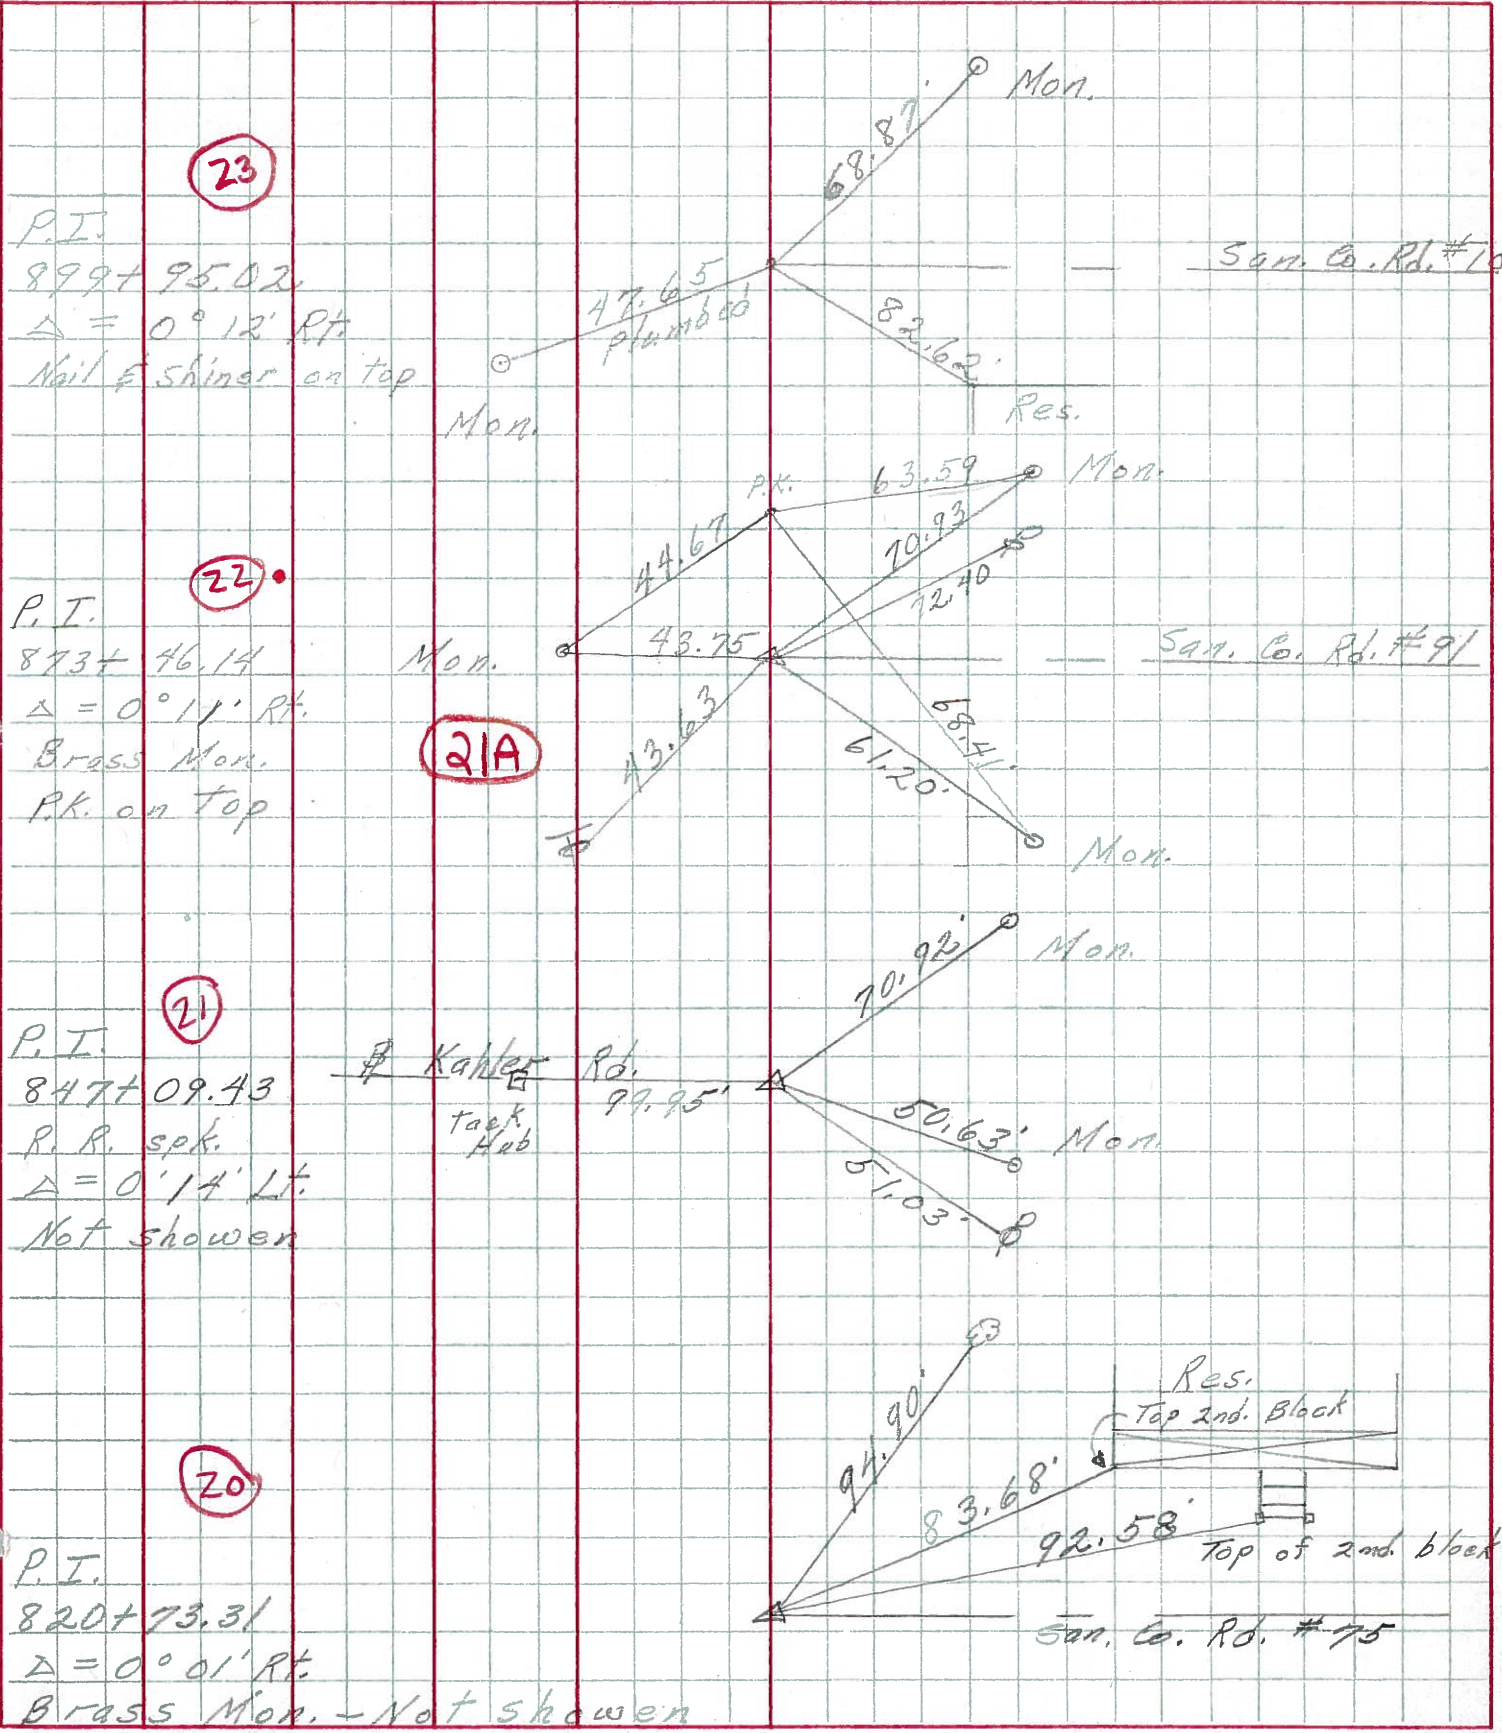 Mon.
68.87'
23
P.I.
899+ 95.02
Δ = 0° 12' Rt.
Nail & Shiner on top
47.65
plumbed
Mon.
San. Co. Rd. #10
82.62'
Res.
P.K.
63.59
Mon.
44.67
70.93
72.40
22
P. I.
873+ 46.14
Δ = 0° 11' Rt.
Brass Mon.
P.K. on Top
Mon.
43.75
San. Co. Rd. #91
21A
43.63
68.41'
61.20'
Mon.
70.92'
Mon.
21
P. I.
847+ 09.43
R. R. spk.
Δ = 0' 14' Lt.
Not showen
Kahler Rd.
99.95'
tack
Hub
50.63'
Mon.
51.03'
Res.
Top 2nd. Block
94.90'
83.68'
92.58'
Top of 2nd. block
20
P. I.
820+ 73.31
Δ = 0° 01' Rt.
Brass Mon. - Not showen
San. Co. Rd. # 75